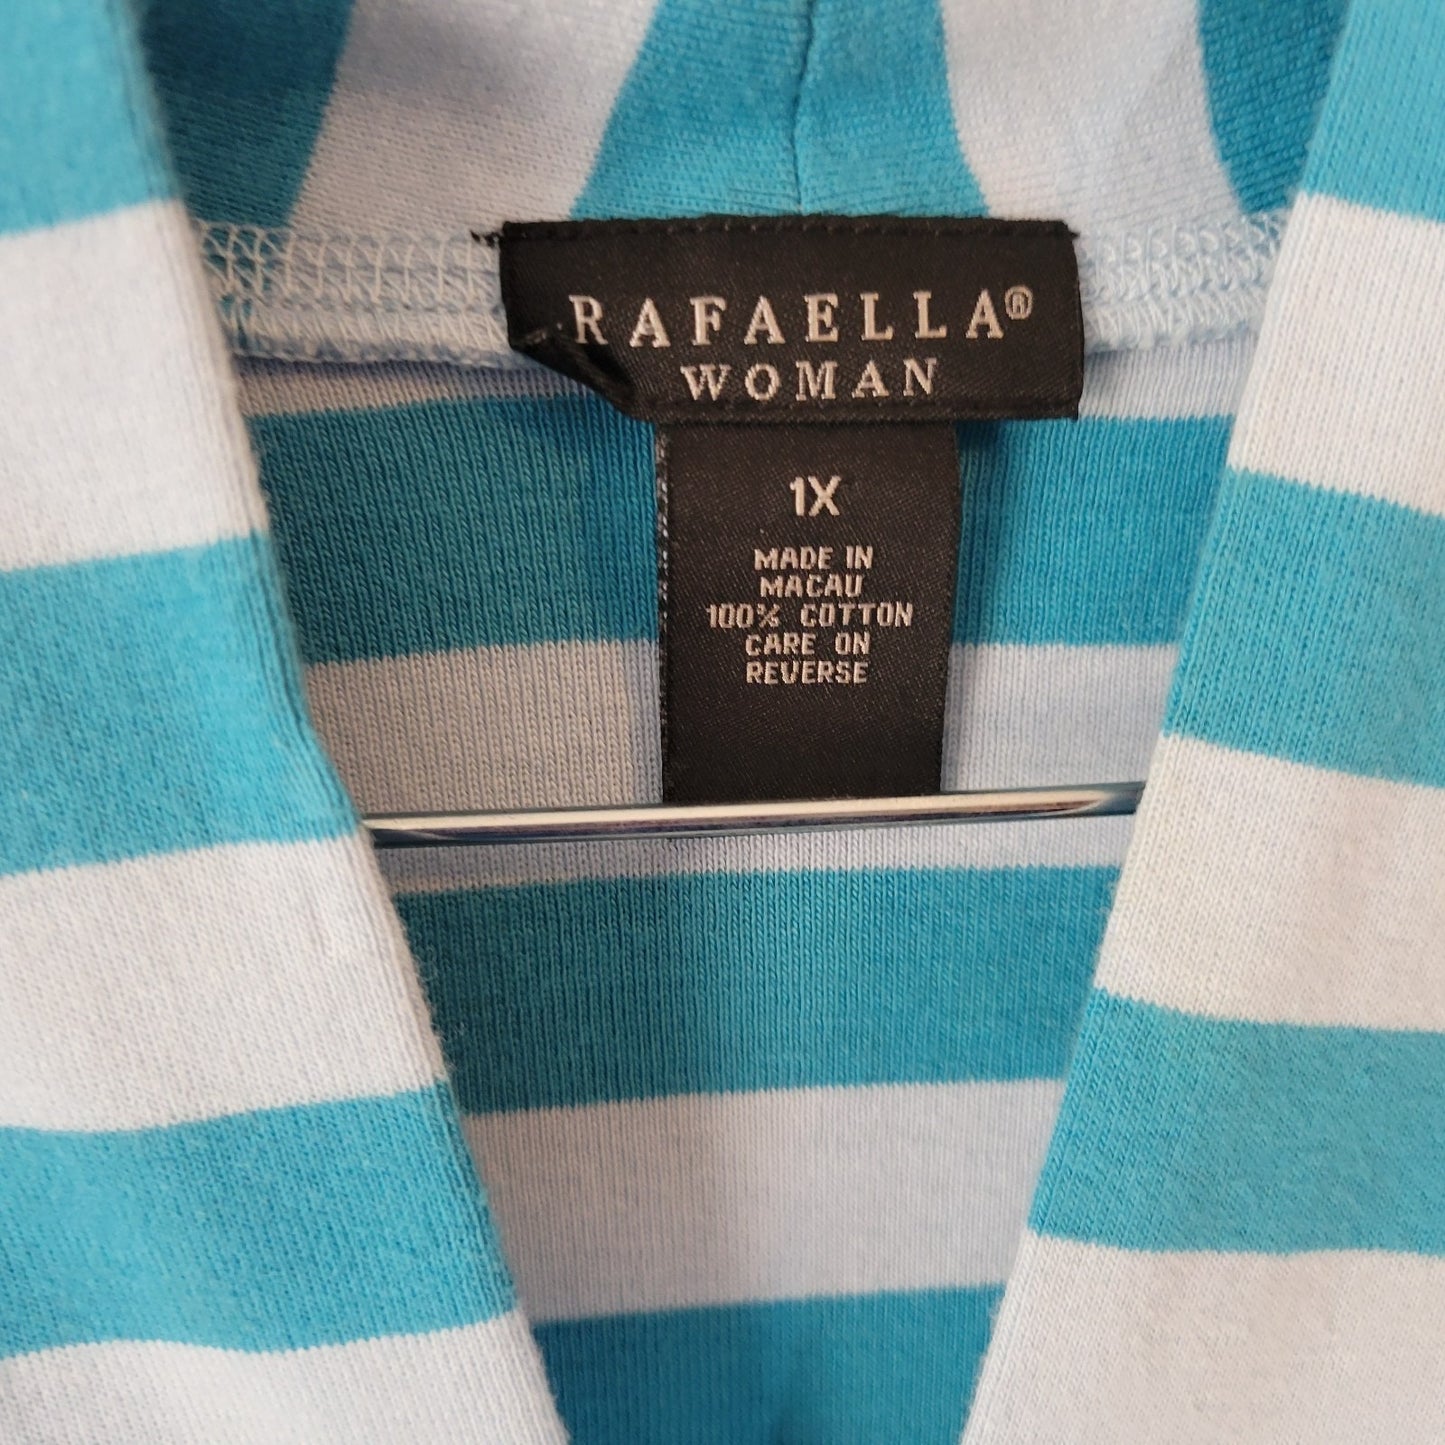 RAFAELLA®
WOMAN
1X
MADE IN
MACAU
100% COTTON
CARE ON
REVERSE